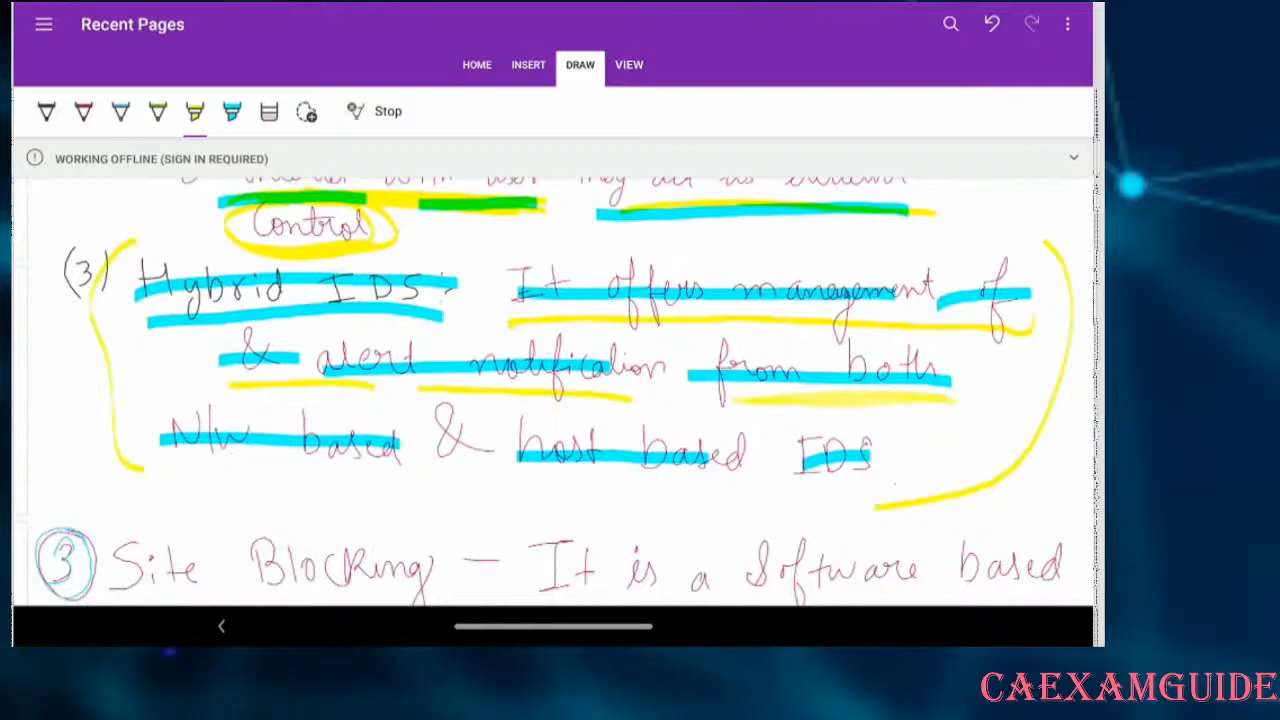 Recent Pages
HOME INSERT DRAW VIEW
Stop
WORKING OFFLINE (SIGN IN REQUIRED)
Control
(3) Hybrid IDS: It offers management of
& alert notification from both
N/W based & host based IDS
3 Site Blocking - It is a Software based
CAEXAMGUIDE